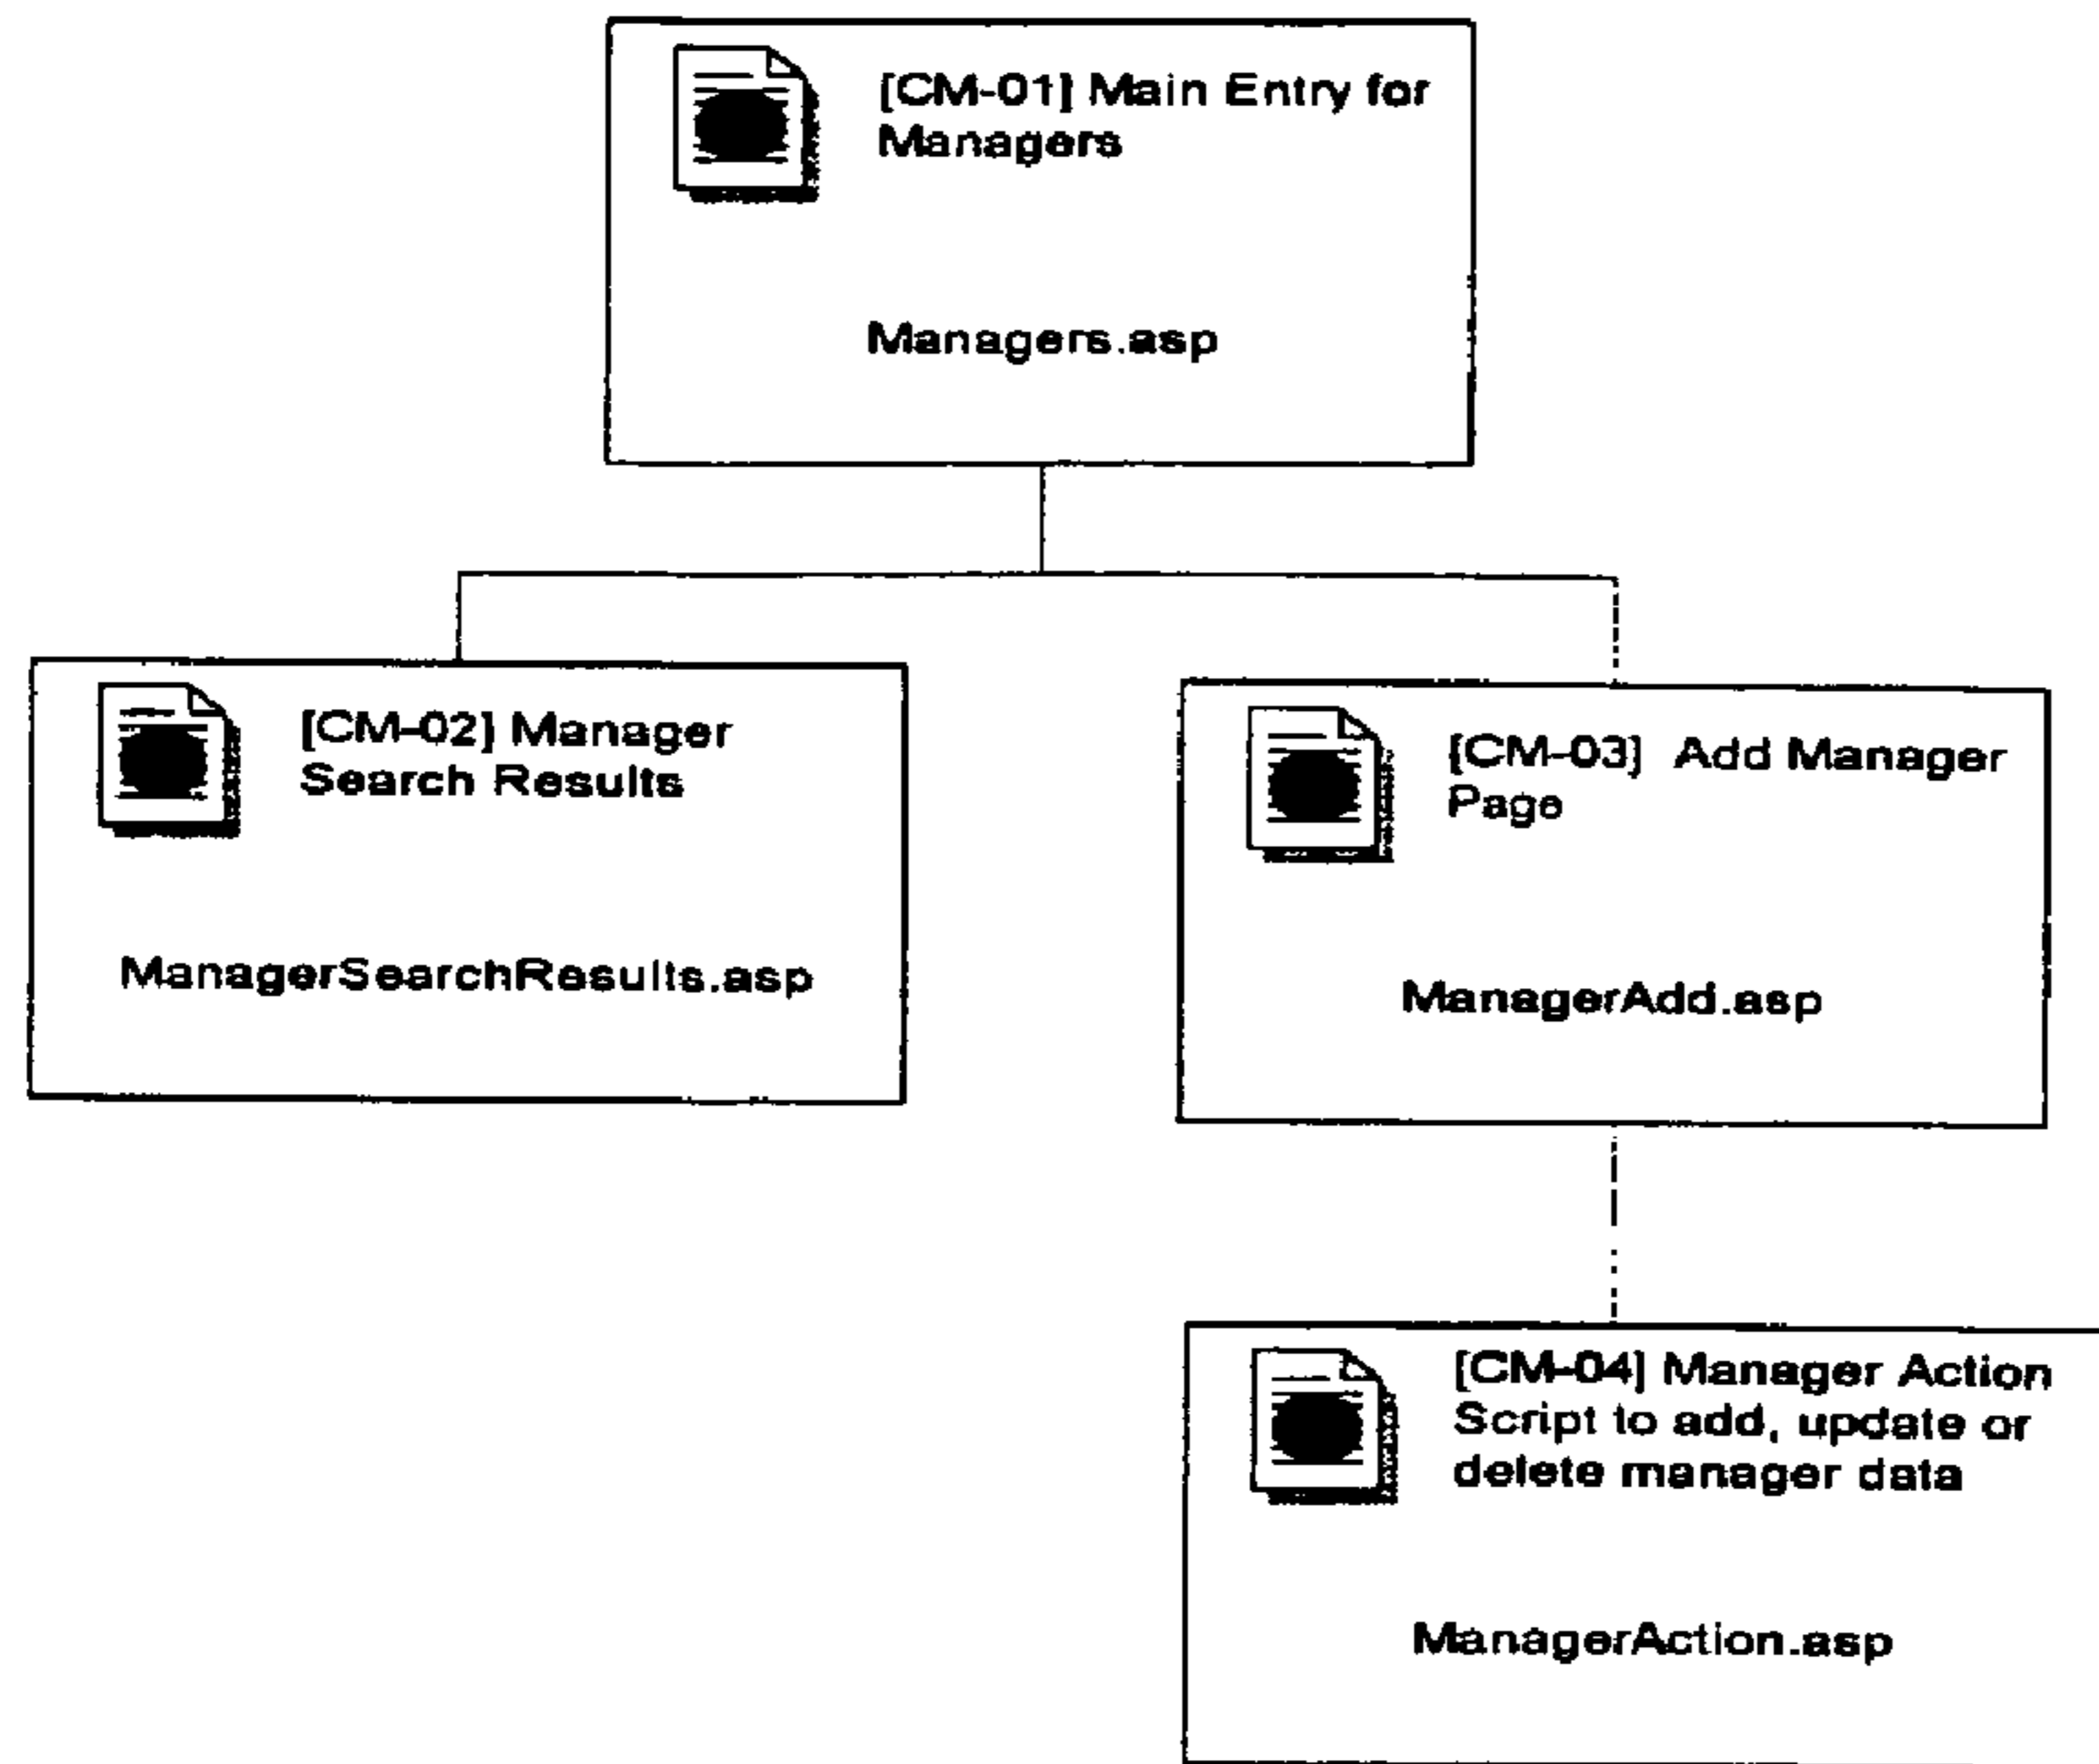 [CM-01] Main Entry for
Managers
Managers.asp
[CM-02] Manager
Search Results
ManagerSearchResults.asp
[CM-03] Add Manager
Page
ManagerAdd.asp
[CM-04] Manager Action
Script to add, update or
delete manager data
ManagerAction.asp